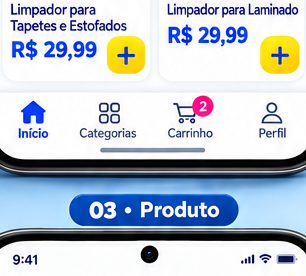 Limpador para
Tapetes e Estofados
R$ 29,99
+
Limpador para Laminado
R$ 29,99
+
Início
Categorias
2
Carrinho
Perfil
03 • Produto
9:41